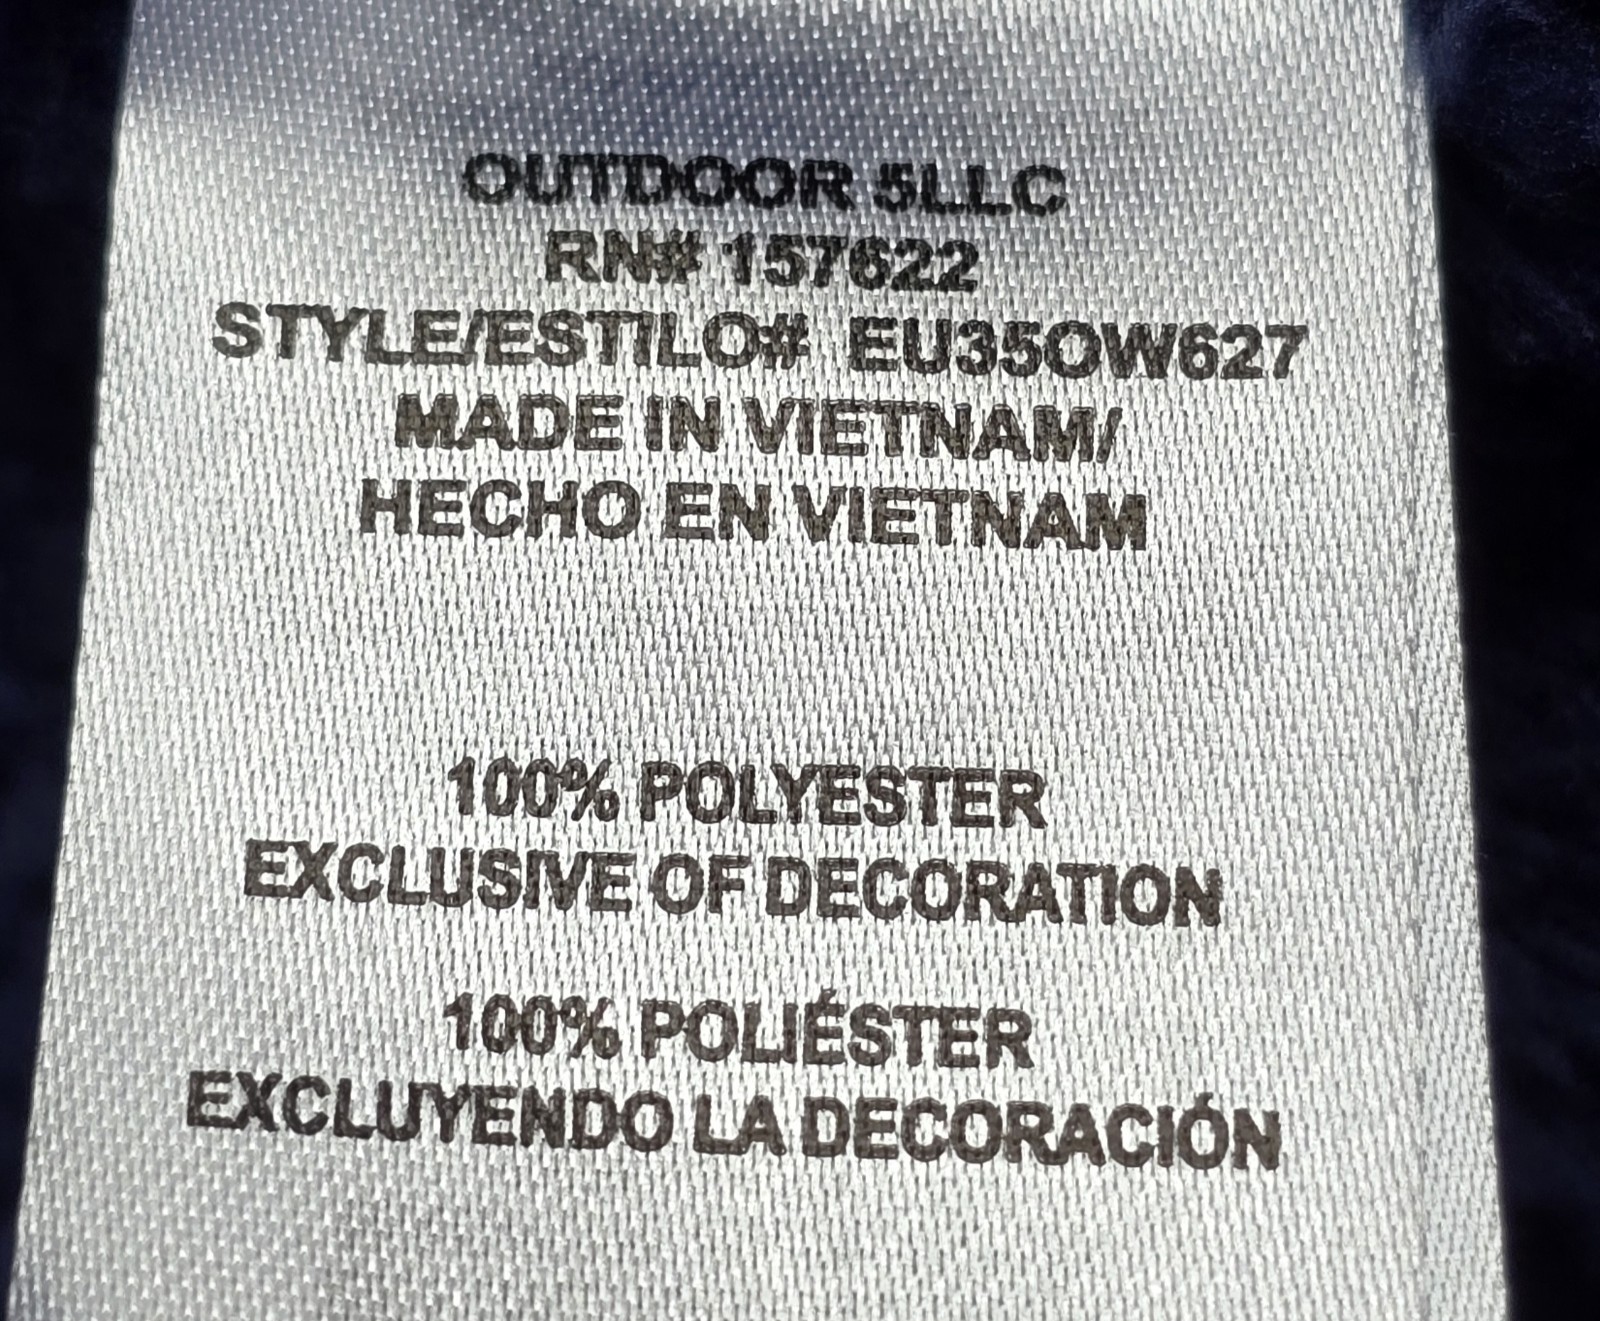 OUTDOOR 5LLC
RN# 157622
STYLE/ESTILO# EU35OW627
MADE IN VIETNAM/
HECHO EN VIETNAM
100% POLYESTER
EXCLUSIVE OF DECORATION
100% POLIÉSTER
EXCLUYENDO LA DECORACIÓN